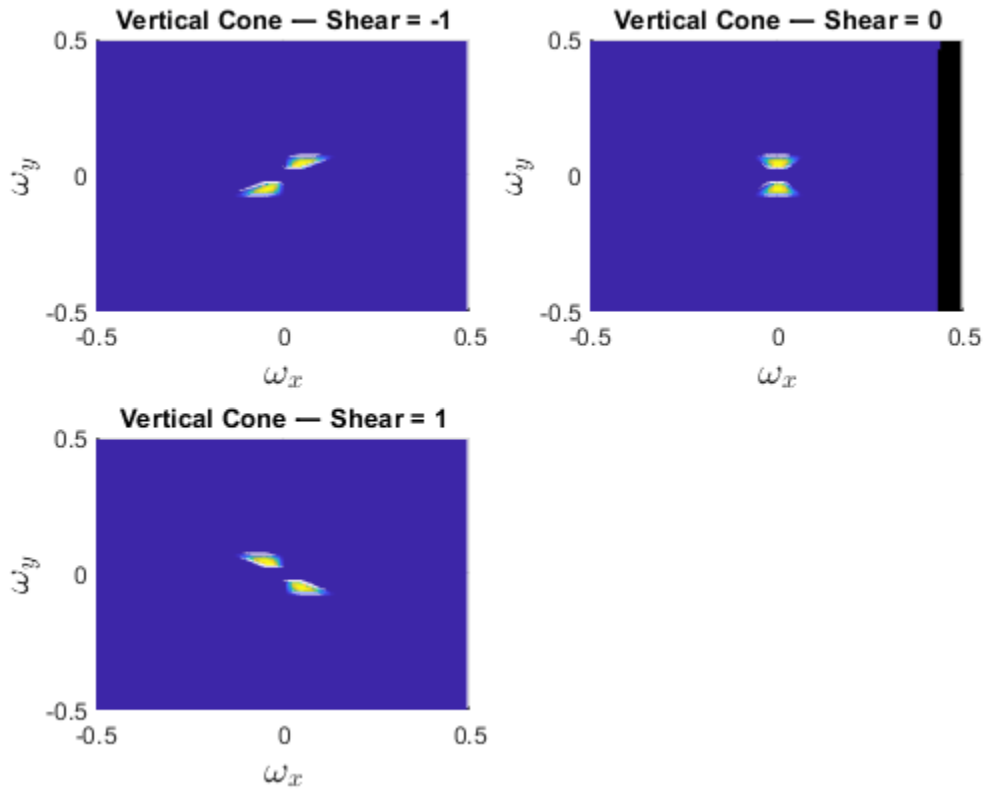 Vertical Cone — Shear = -1
0.5
0
-0.5
ω_y
-0.5 0 0.5
ω_x
Vertical Cone — Shear = 0
0.5
0
-0.5
ω_y
-0.5 0 0.5
ω_x
Vertical Cone — Shear = 1
0.5
0
-0.5
ω_y
-0.5 0 0.5
ω_x